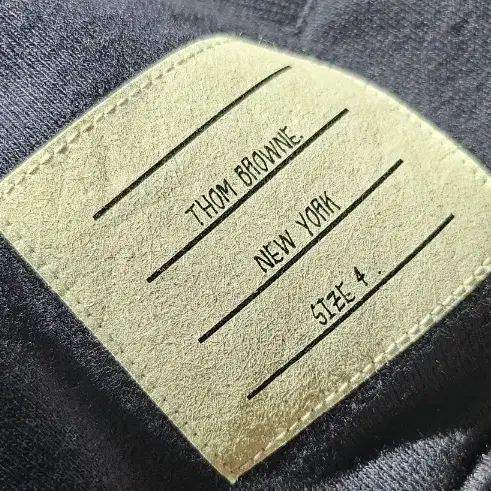 THOM BROWNE.
NEW YORK
SIZE 4 .